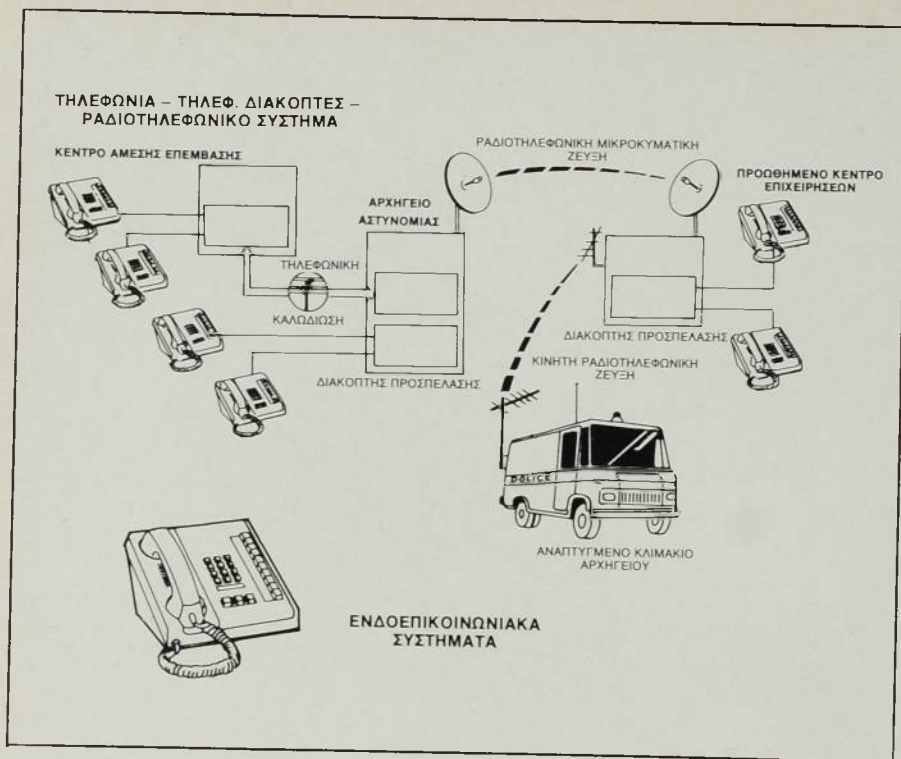 ΤΗΛΕΦΩΝΙΑ – ΤΗΛΕΦ. ΔΙΑΚΟΠΤΕΣ –
ΡΑΔΙΟΤΗΛΕΦΩΝΙΚΟ ΣΥΣΤΗΜΑ
ΚΕΝΤΡΟ ΑΜΕΣΗΣ ΕΠΕΜΒΑΣΗΣ
ΑΡΧΗΓΕΙΟ
ΑΣΤΥΝΟΜΙΑΣ
ΤΗΛΕΦΩΝΙΚΗ
ΚΑΛΩΔΙΩΣΗ
ΔΙΑΚΟΠΤΗΣ ΠΡΟΣΠΕΛΑΣΗΣ
ΡΑΔΙΟΤΗΛΕΦΩΝΙΚΗ ΜΙΚΡΟΚΥΜΑΤΙΚΗ
ΖΕΥΞΗ
ΠΡΟΩΘΗΜΕΝΟ ΚΕΝΤΡΟ
ΕΠΙΧΕΙΡΗΣΕΩΝ
ΔΙΑΚΟΠΤΗΣ ΠΡΟΣΠΕΛΑΣΗΣ
ΚΙΝΗΤΗ ΡΑΔΙΟΤΗΛΕΦΩΝΙΚΗ
ΖΕΥΞΗ
POLICE
ΑΝΑΠΤΥΓΜΕΝΟ ΚΛΙΜΑΚΙΟ
ΑΡΧΗΓΕΙΟΥ
ΕΝΔΟΕΠΙΚΟΙΝΩΝΙΑΚΑ
ΣΥΣΤΗΜΑΤΑ